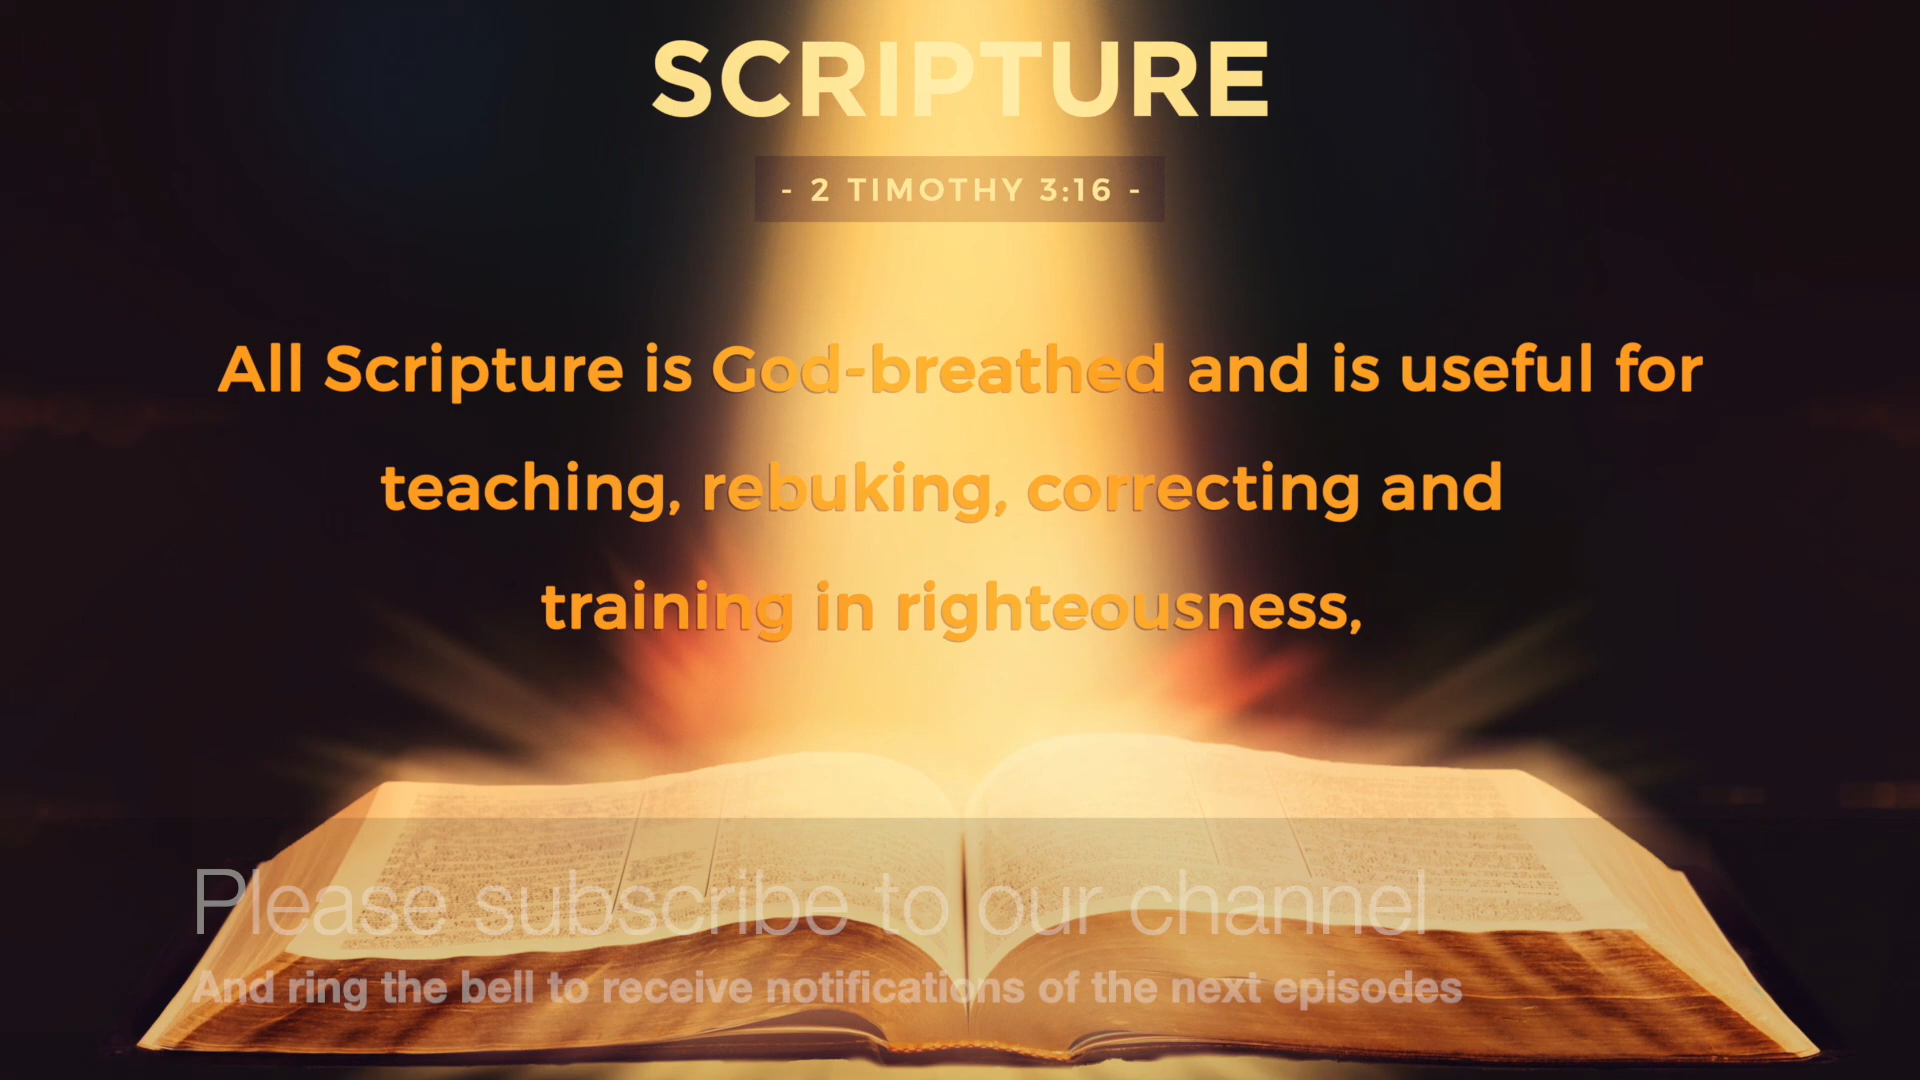 SCRIPTURE
- 2 TIMOTHY 3:16 -
All Scripture is God-breathed and is useful for
teaching, rebuking, correcting and
training in righteousness,
Please subscribe to our channel
And ring the bell to receive notifications of the next episodes